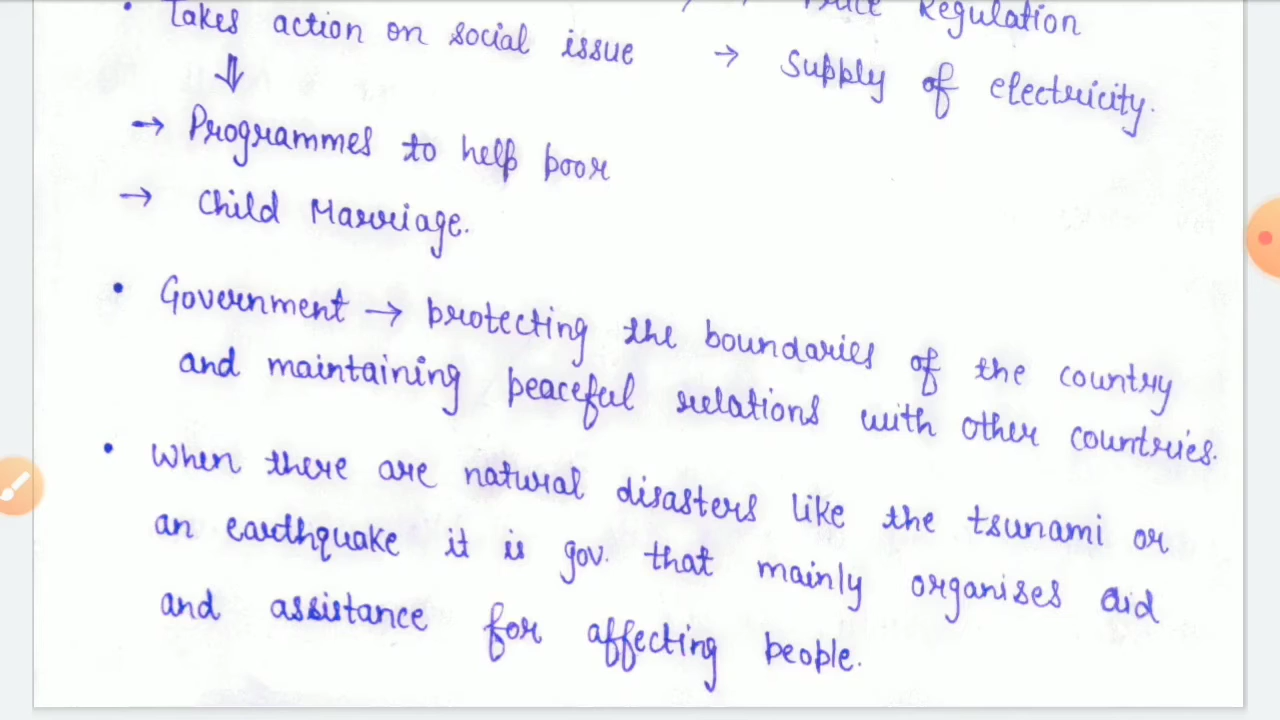 • Takes action on social issue
→ Regulation
→ Supply of electricity.
⇓
→ Programmes to help poor
→ Child Marriage.
• Government → protecting the boundaries of the country
and maintaining peaceful relations with other countries.
• When there are natural disasters like the tsunami or
an earthquake it is gov. that mainly organises aid
and assistance for affecting people.